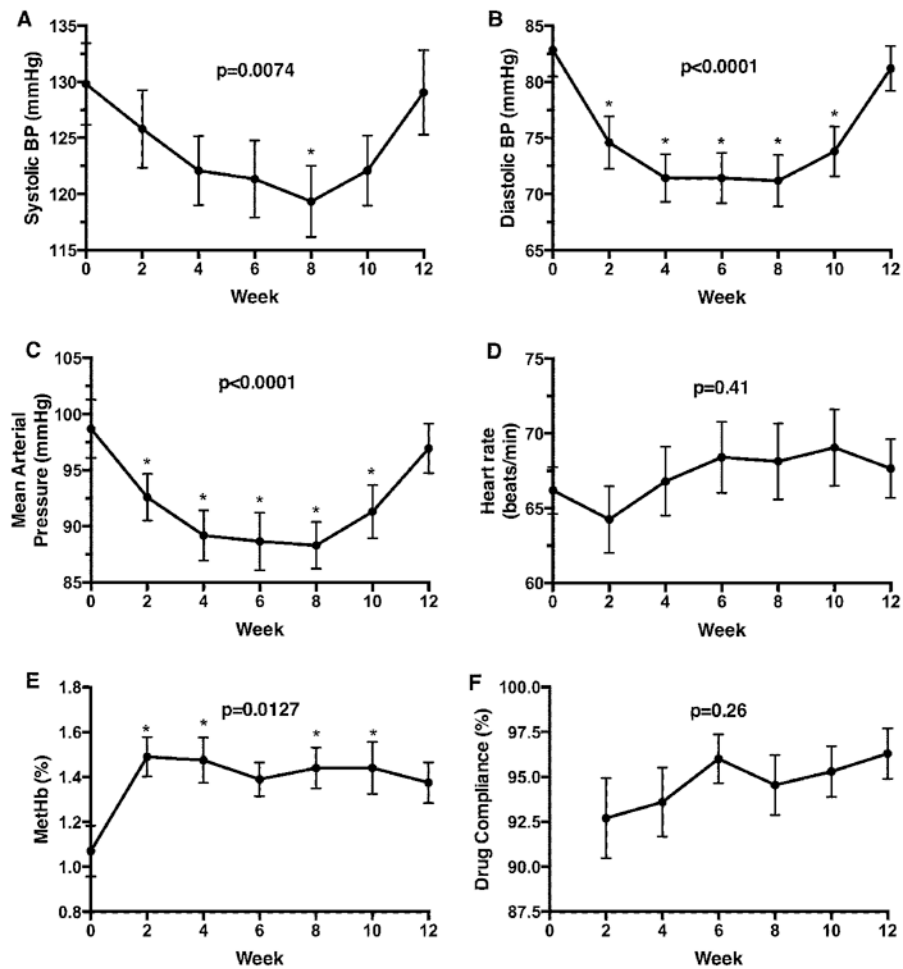 A
Systolic BP (mmHg)
135
130
125
120
115
p=0.0074
*
0 2 4 6 8 10 12
Week
B
Diastolic BP (mmHg)
85
80
75
70
65
p<0.0001
* * * * *
0 2 4 6 8 10 12
Week
C
Mean Arterial
Pressure (mmHg)
105
100
95
90
85
p<0.0001
* * * * *
0 2 4 6 8 10 12
Week
D
Heart rate
(beats/min)
75
70
65
60
p=0.41
0 2 4 6 8 10 12
Week
E
MetHb (%)
1.8
1.6
1.4
1.2
1.0
0.8
p=0.0127
* * * *
0 2 4 6 8 10 12
Week
F
Drug Compliance (%)
100.0
97.5
95.0
92.5
90.0
87.5
p=0.26
0 2 4 6 8 10 12
Week